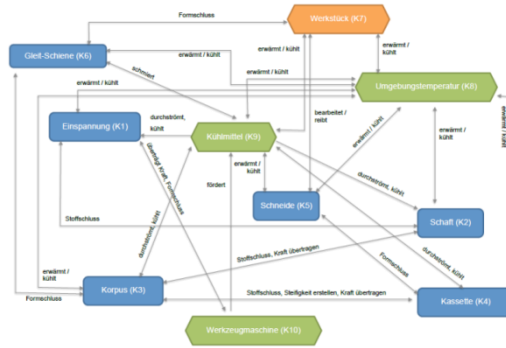 Formschluss
Werkstück (K7)
Gleit-Schiene (K6)
erwärmt / kühlt
erwärmt /
kühlt
erwärmt / kühlt
schmiert
erwärmt / kühlt
erwärmt / kühlt
Umgebungstemperatur (K8)
Einspannung (K1)
durchströmt,
kühlt
Kühlmittel (K9)
bearbeitet /
reibt
erwärmt / kühlt
erwärmt /
kühlt
erwärmt /
kühlt
überträgt Kraft, Formschluss
fördert
erwärmt /
kühlt
durchströmt, kühlt
Schneide (K5)
Schaft (K2)
Stoffschluss
durchströmt, kühlt
Stoffschluss, Kraft übertragen
durchströmt, kühlt
Formschluss
erwärmt /
kühlt
Korpus (K3)
Formschluss
Stoffschluss, Steifigkeit erstellen, Kraft übertragen
Kassette (K4)
Werkzeugmaschine (K10)